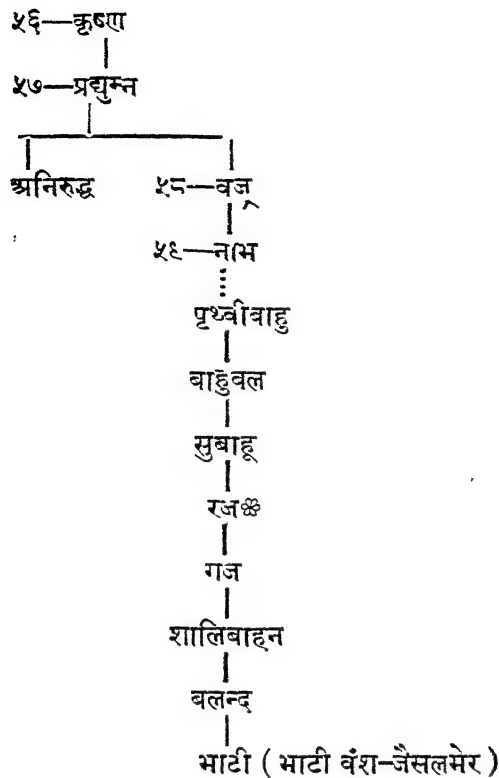 ५६—कृष्ण
५७—प्रद्युम्न
अनिरुद्ध ५८—वज्र
५९—नाभ
पृथ्वीबाहु
बाहुबल
सुबाहू
रज❀
गज
शालिबाहन
बलन्द
भाटी ( भाटी वंश-जैसलमेर )